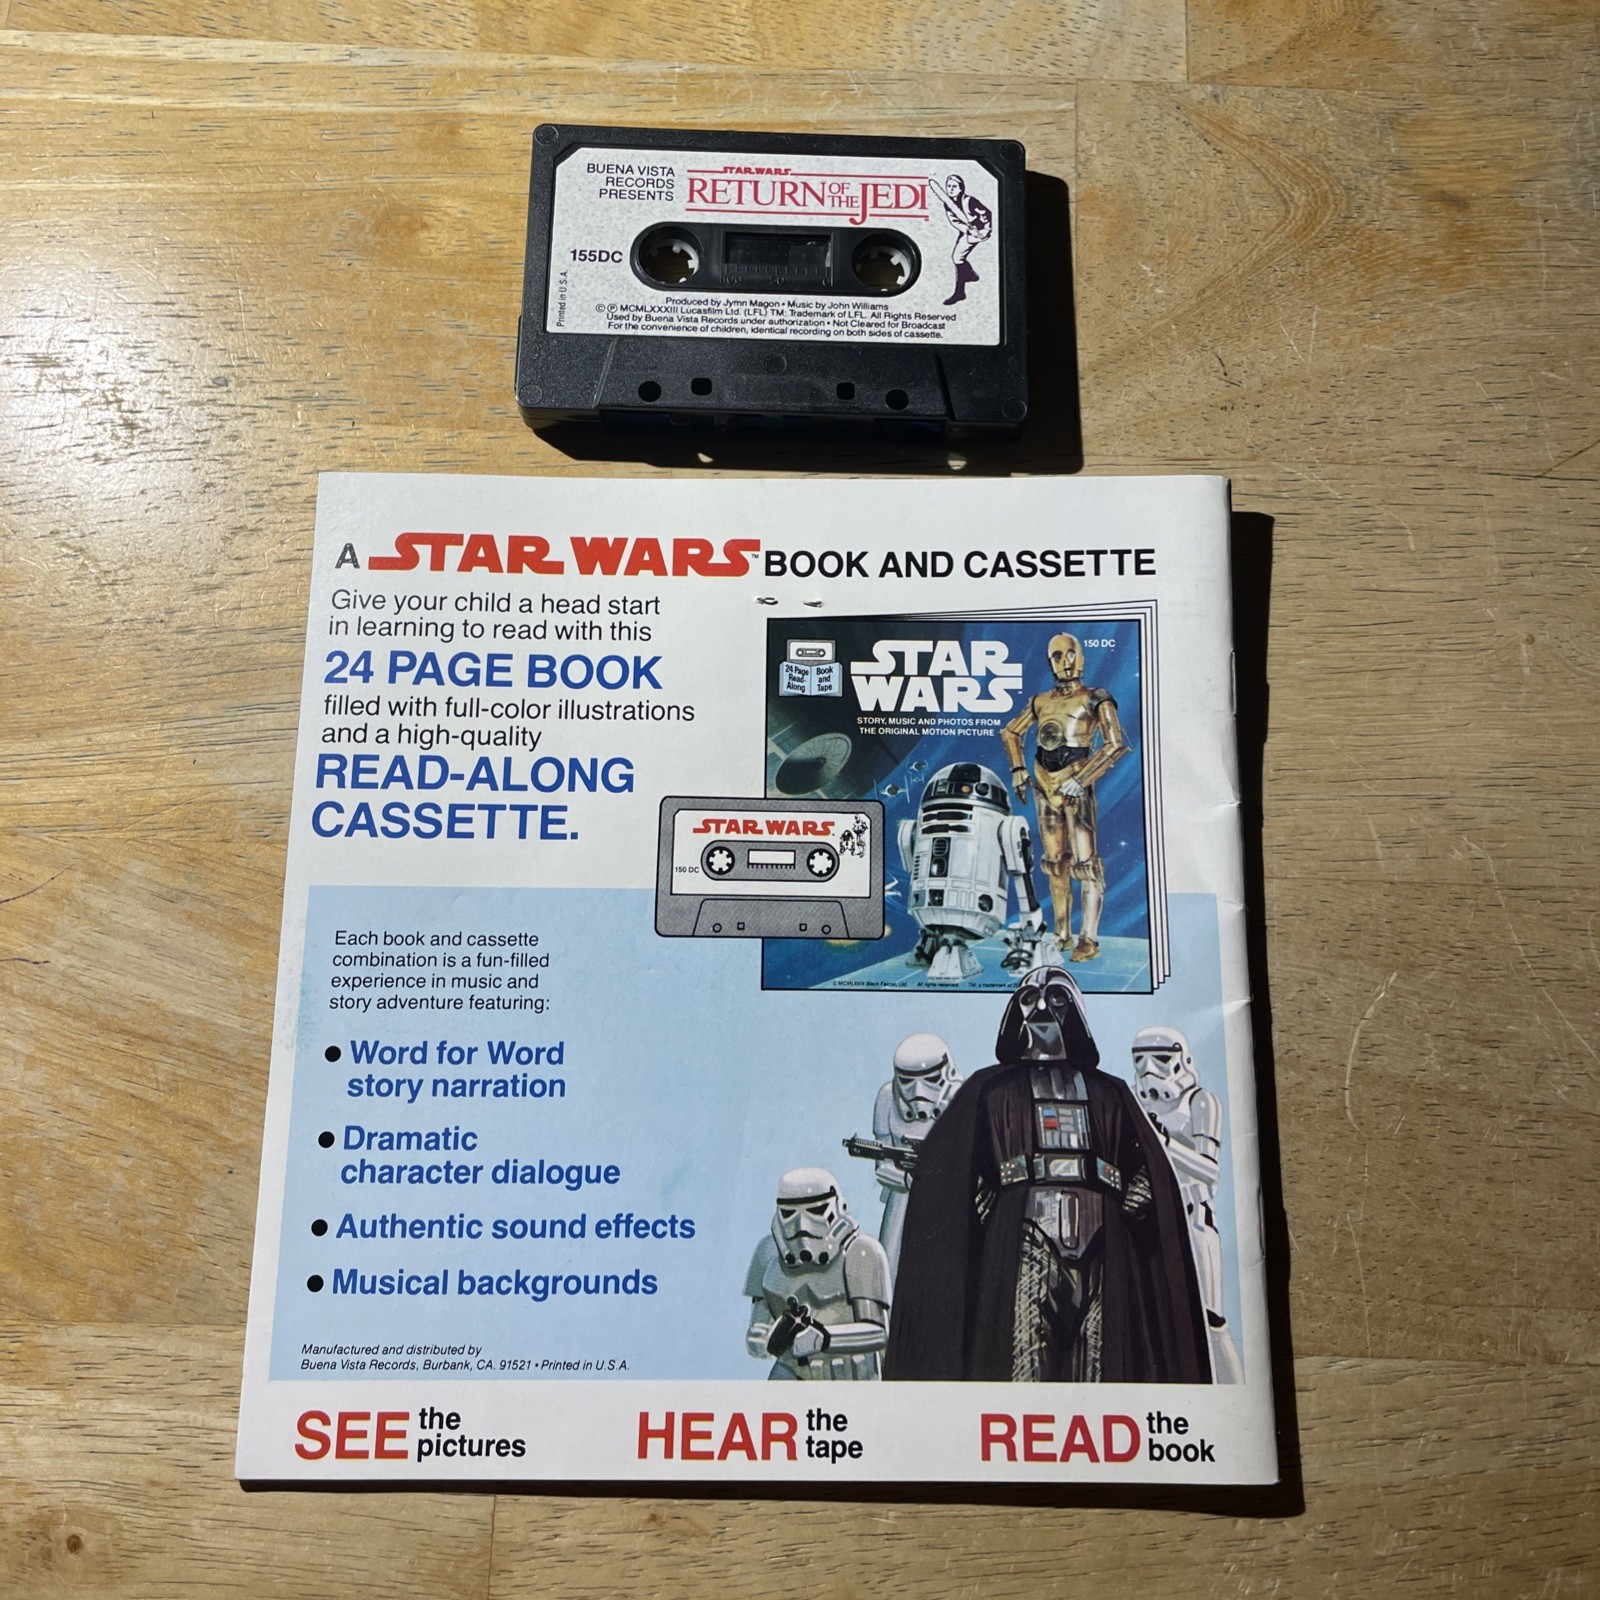 BUENA VISTA
RECORDS
PRESENTS
STAR WARS
RETURN OF THE JEDI
155DC
Printed in U.S.A.
Produced by Jymn Magon • Music by John Williams
© ℗ MCMLXXXIII Lucasfilm Ltd. (LFL) TM: Trademark of LFL. All Rights Reserved
Used by Buena Vista Records under authorization • Not Cleared for Broadcast
For the convenience of children, identical recording on both sides of cassette.
A STAR WARS™ BOOK AND CASSETTE
Give your child a head start
in learning to read with this
24 PAGE BOOK
filled with full-color illustrations
and a high-quality
READ-ALONG
CASSETTE.
24 Page
Read-
Along
Book
and
Tape
STAR
WARS
150 DC
STORY, MUSIC AND PHOTOS FROM
THE ORIGINAL MOTION PICTURE
STAR WARS
150 DC
© MCMLXXIX Black Falcon, Ltd. All rights reserved.
Each book and cassette
combination is a fun-filled
experience in music and
story adventure featuring:
● Word for Word
story narration
● Dramatic
character dialogue
● Authentic sound effects
● Musical backgrounds
Manufactured and distributed by
Buena Vista Records, Burbank, CA. 91521 • Printed in U.S.A.
SEE the pictures
HEAR the tape
READ the book